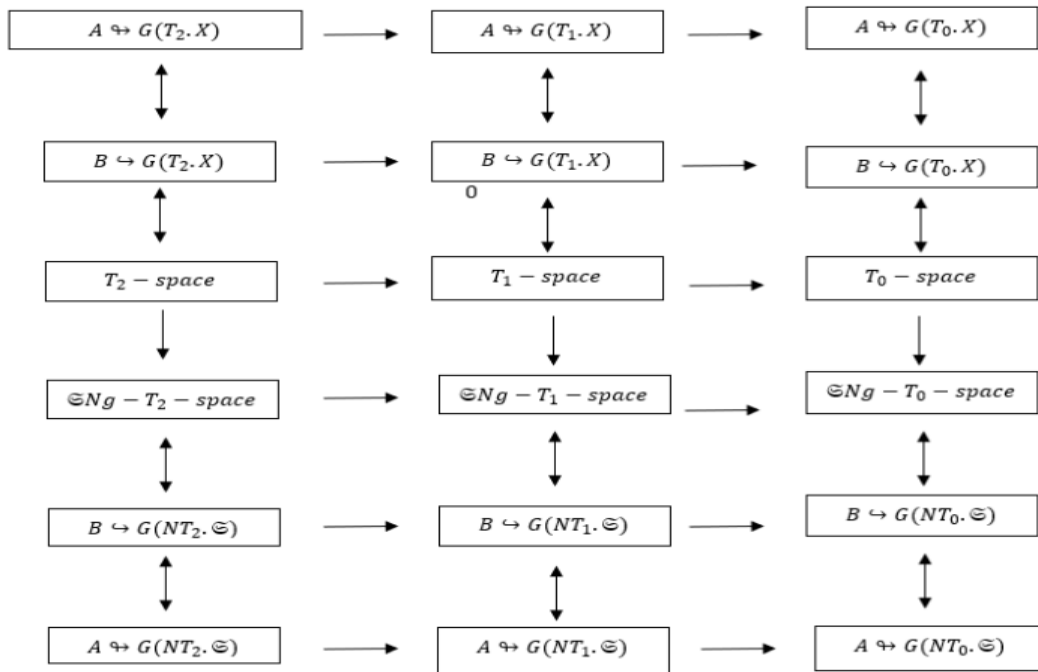 A ↬ G(T₂.X)
A ↬ G(T₁.X)
A ↬ G(T₀.X)
B ↪ G(T₂.X)
B ↪ G(T₁.X)
B ↪ G(T₀.X)
0
T₂ − space
T₁ − space
T₀ − space
𝔖Ng − T₂ − space
𝔖Ng − T₁ − space
𝔖Ng − T₀ − space
B ↪ G(NT₂.𝔖)
B ↪ G(NT₁.𝔖)
B ↪ G(NT₀.𝔖)
A ↬ G(NT₂.𝔖)
A ↬ G(NT₁.𝔖)
A ↬ G(NT₀.𝔖)